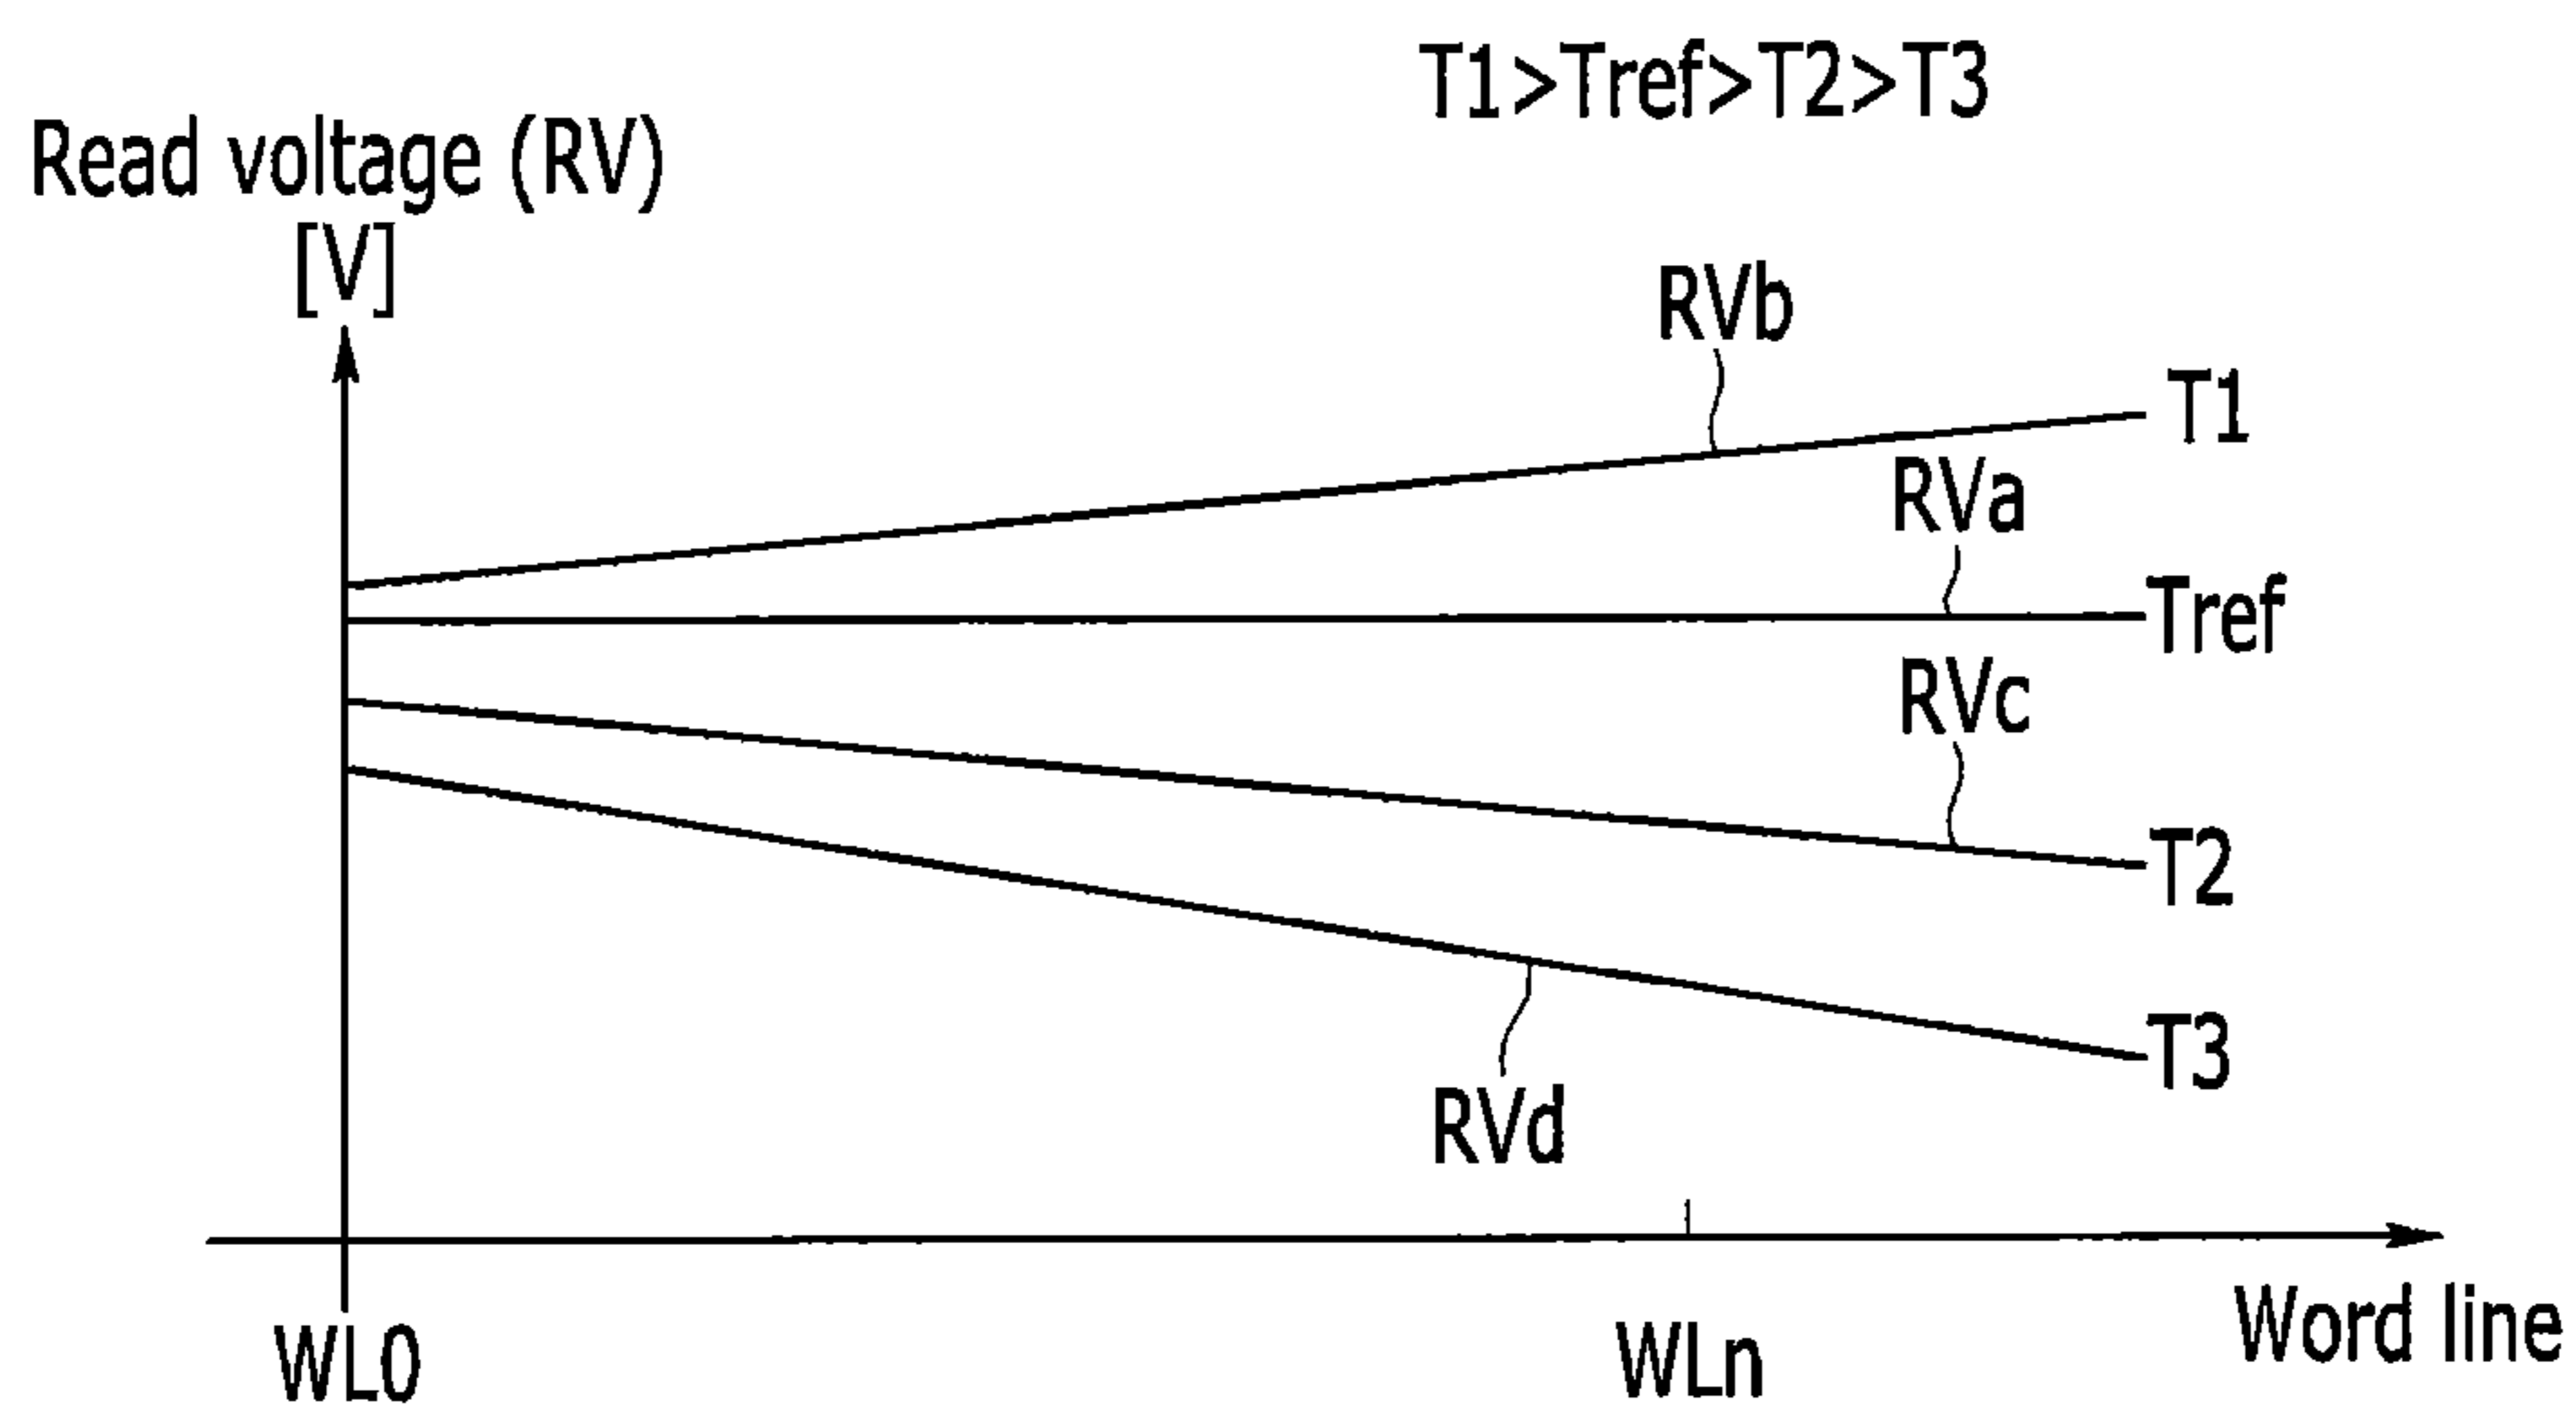 T1>Tref>T2>T3
Read voltage (RV)
[V]
RVb
T1
RVa
Tref
RVc
T2
T3
RVd
WL0
WLn
Word line